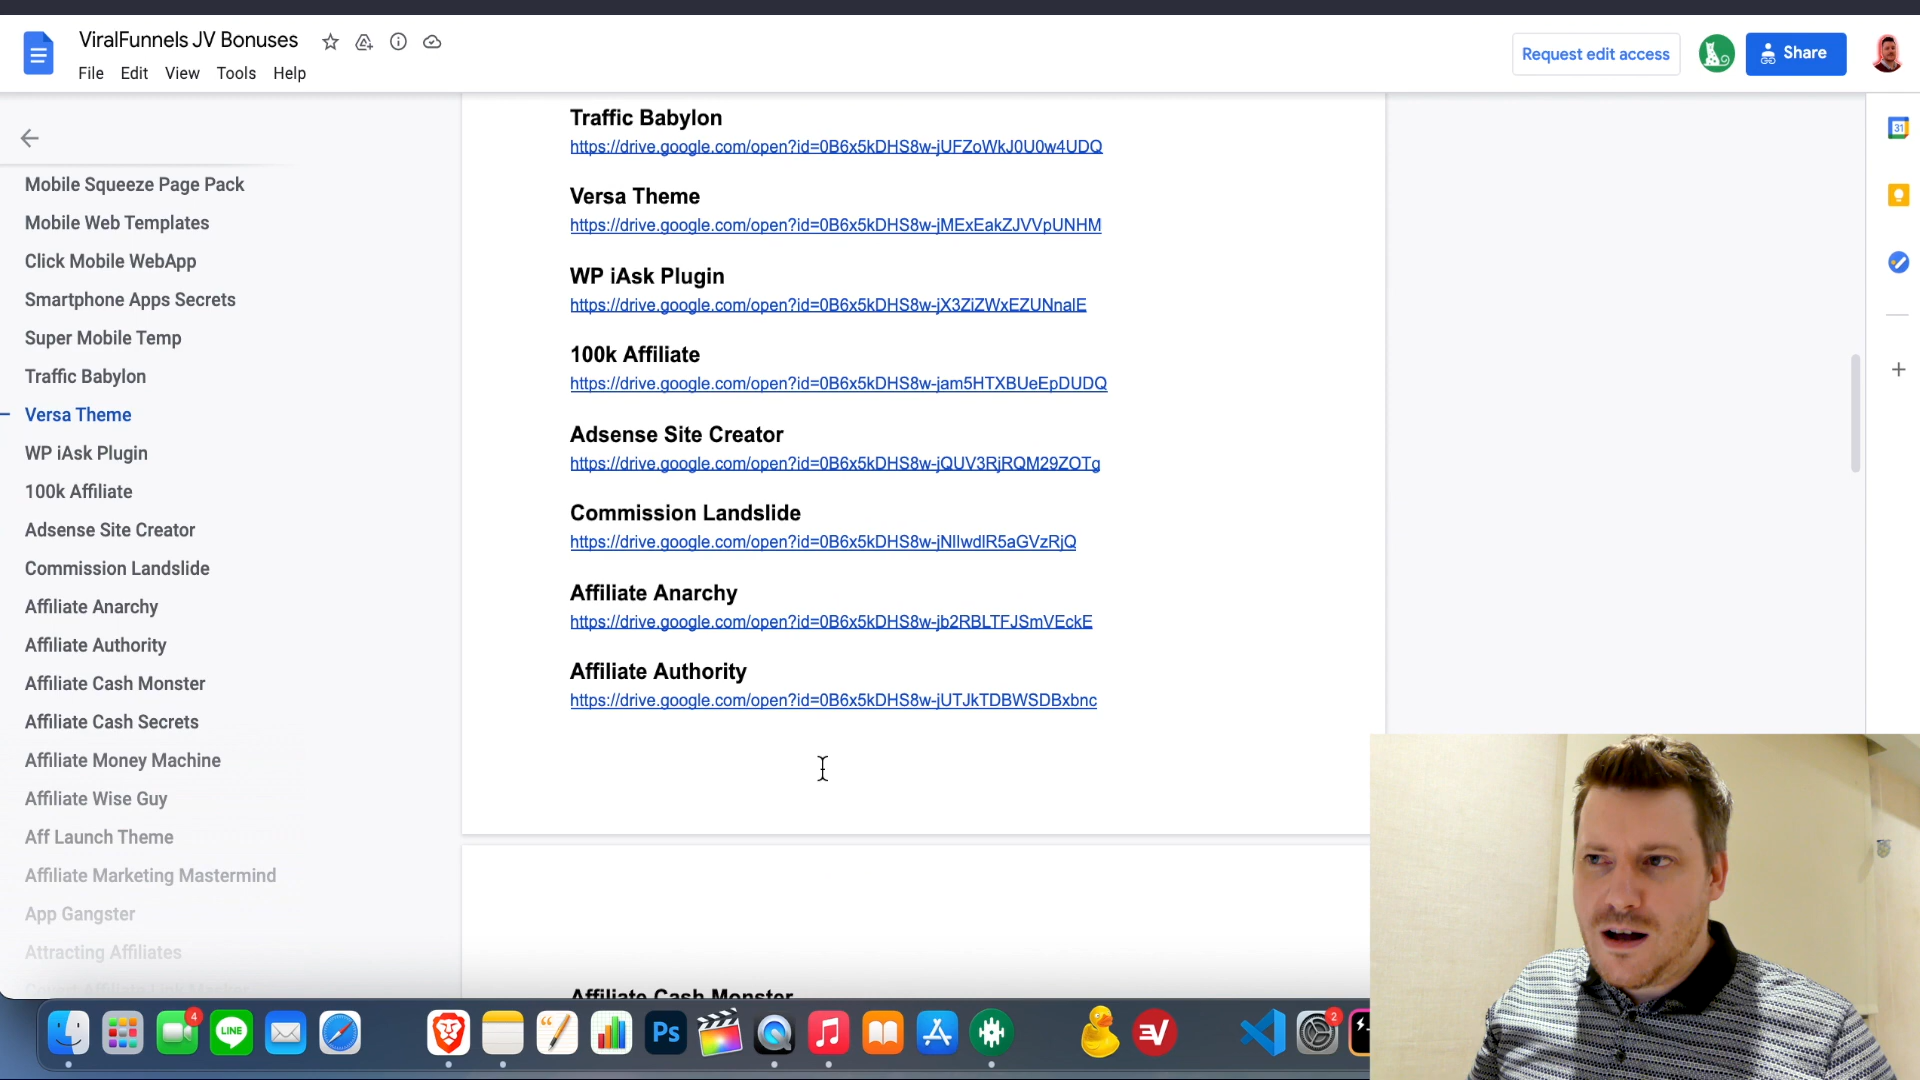 ViralFunnels JV Bonuses
File Edit View Tools Help
Request edit access
Share
31
Mobile Squeeze Page Pack
Mobile Web Templates
Click Mobile WebApp
Smartphone Apps Secrets
Super Mobile Temp
Traffic Babylon
Versa Theme
WP iAsk Plugin
100k Affiliate
Adsense Site Creator
Commission Landslide
Affiliate Anarchy
Affiliate Authority
Affiliate Cash Monster
Affiliate Cash Secrets
Affiliate Money Machine
Affiliate Wise Guy
Aff Launch Theme
Affiliate Marketing Mastermind
App Gangster
Attracting Affiliates
Traffic Babylon
https://drive.google.com/open?id=0B6x5kDHS8w-jUFZoWkJ0U0w4UDQ
Versa Theme
https://drive.google.com/open?id=0B6x5kDHS8w-jMExEakZJVVpUNHM
WP iAsk Plugin
https://drive.google.com/open?id=0B6x5kDHS8w-jX3ZiZWxEZUNnalE
100k Affiliate
https://drive.google.com/open?id=0B6x5kDHS8w-jam5HTXBUeEpDUDQ
Adsense Site Creator
https://drive.google.com/open?id=0B6x5kDHS8w-jQUV3RjRQM29ZOTg
Commission Landslide
https://drive.google.com/open?id=0B6x5kDHS8w-jNllwdlR5aGVzRjQ
Affiliate Anarchy
https://drive.google.com/open?id=0B6x5kDHS8w-jb2RBLTFJSmVEckE
Affiliate Authority
https://drive.google.com/open?id=0B6x5kDHS8w-jUTJkTDBWSDBxbnc
Affiliate Cash Monster
4
LINE
Ps
EV
2